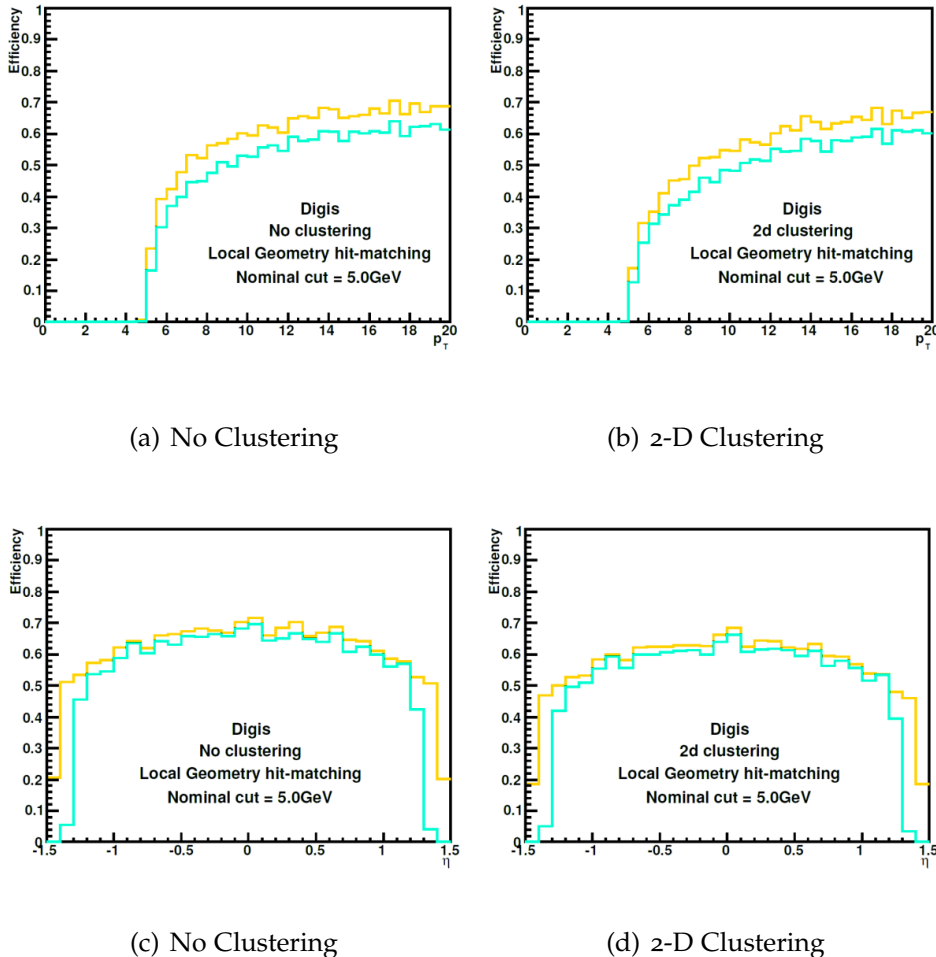 Efficiency
1
0.9
0.8
0.7
0.6
0.5
0.4
0.3
0.2
0.1
0
Digis
No clustering
Local Geometry hit-matching
Nominal cut = 5.0GeV
0 2 4 6 8 10 12 14 16 18 20
pT
(a) No Clustering
Efficiency
1
0.9
0.8
0.7
0.6
0.5
0.4
0.3
0.2
0.1
0
Digis
2d clustering
Local Geometry hit-matching
Nominal cut = 5.0GeV
0 2 4 6 8 10 12 14 16 18 20
pT
(b) 2-D Clustering
Efficiency
1
0.9
0.8
0.7
0.6
0.5
0.4
0.3
0.2
0.1
0
Digis
No clustering
Local Geometry hit-matching
Nominal cut = 5.0GeV
-1.5 -1 -0.5 0 0.5 1 1.5
η
(c) No Clustering
Efficiency
1
0.9
0.8
0.7
0.6
0.5
0.4
0.3
0.2
0.1
0
Digis
2d clustering
Local Geometry hit-matching
Nominal cut = 5.0GeV
-1.5 -1 -0.5 0 0.5 1 1.5
η
(d) 2-D Clustering